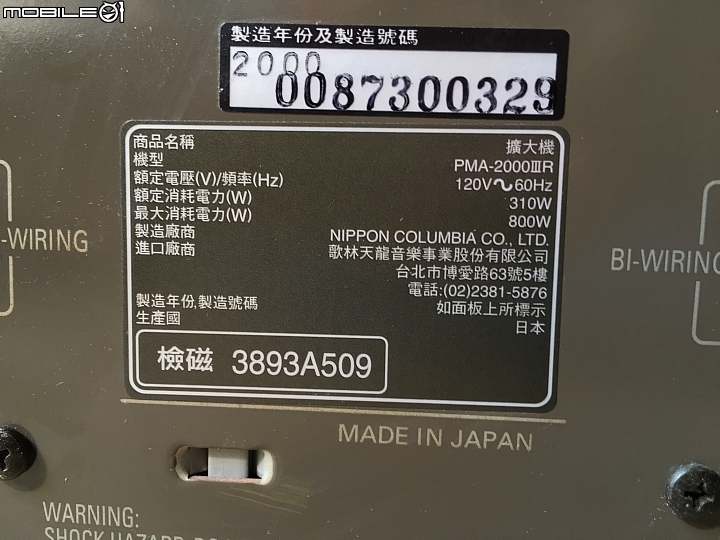 MOBILE01
製造年份及製造號碼
2000
0087300329
商品名稱 擴大機
機型 PMA-2000ⅢR
額定電壓(V)/頻率(Hz) 120V～60Hz
額定消耗電力(W) 310W
最大消耗電力(W) 800W
製造廠商 NIPPON COLUMBIA CO., LTD.
進口廠商 歌林天龍音樂事業股份有限公司
台北市博愛路63號5樓
電話:(02)2381-5876
製造年份,製造號碼 如面板上所標示
生產國 日本
檢磁 3893A509
-WIRING
BI-WIRING
MADE IN JAPAN
WARNING:
SHOCK HAZARD